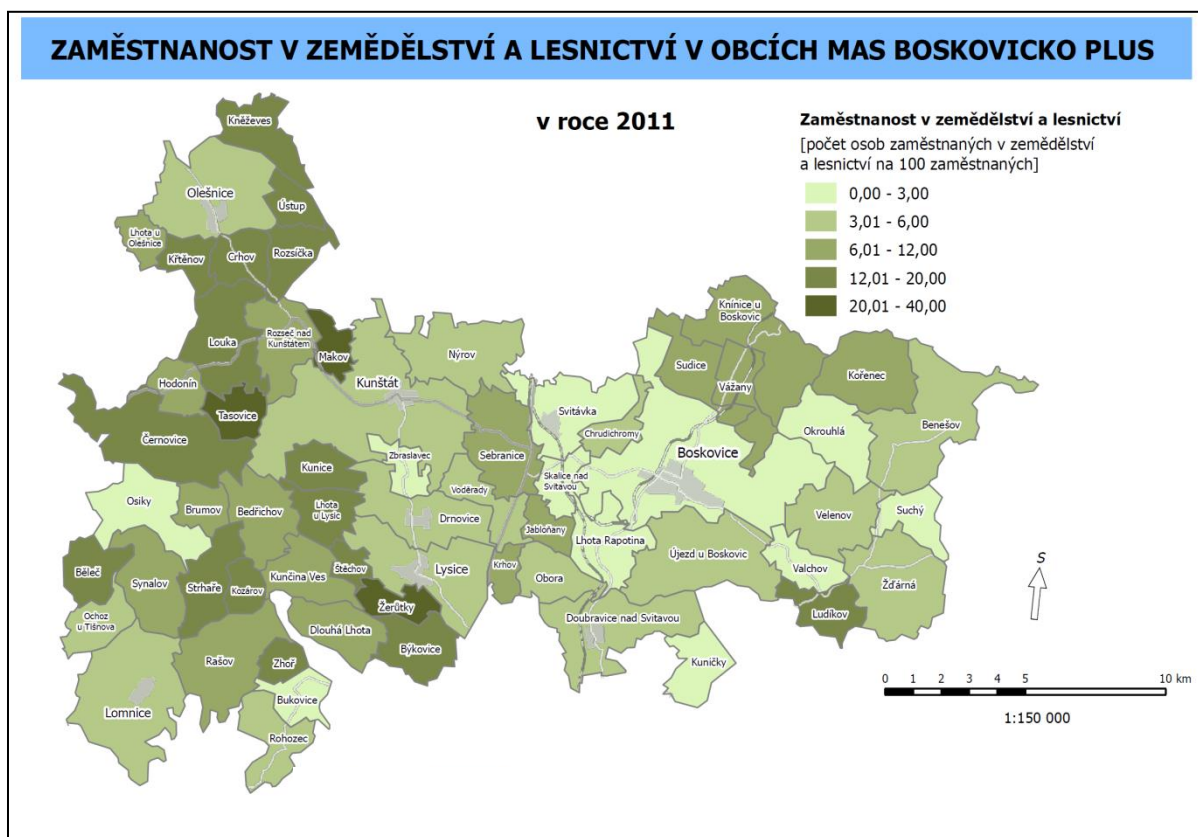 ZAMĚSTNANOST V ZEMĚDĚLSTVÍ A LESNICTVÍ V OBCÍCH MAS BOSKOVICKO PLUS
v roce 2011
Zaměstnanost v zemědělství a lesnictví
[počet osob zaměstnaných v zemědělství
a lesnictví na 100 zaměstnaných]
0,00 - 3,00
3,01 - 6,00
6,01 - 12,00
12,01 - 20,00
20,01 - 40,00
Kněževes
Olešnice
Ústup
Lhota u
Olešnice
Křtěnov
Crhov
Rozsíčka
Louka
Rozseč nad
Kunštátem
Makov
Nýrov
Kunštát
Hodonín
Tasovice
Černovice
Knínice u
Boskovic
Sudice
Vážany
Kořenec
Benešov
Okrouhlá
Svitávka
Chrudichromy
Boskovice
Zbraslavec
Sebranice
Skalice nad
Svitavou
Kunice
Voděrady
Osiky
Brumov
Bedřichov
Lhota
u Lysic
Drnovice
Jabloňany
Lhota Rapotina
Velenov
Suchý
Újezd u Boskovic
Valchov
Žďárná
Běleč
Synalov
Strhaře
Kozárov
Kunčina Ves
Štěchov
Lysice
Krhov
Obora
Ludíkov
Žerůtky
Ochoz
u Tišnova
Dlouhá Lhota
Býkovice
Doubravice nad Svitavou
Rašov
Zhoř
Kuničky
Bukovice
Lomnice
Rohozec
S
0 1 2 3 4 5 10 km
1:150 000